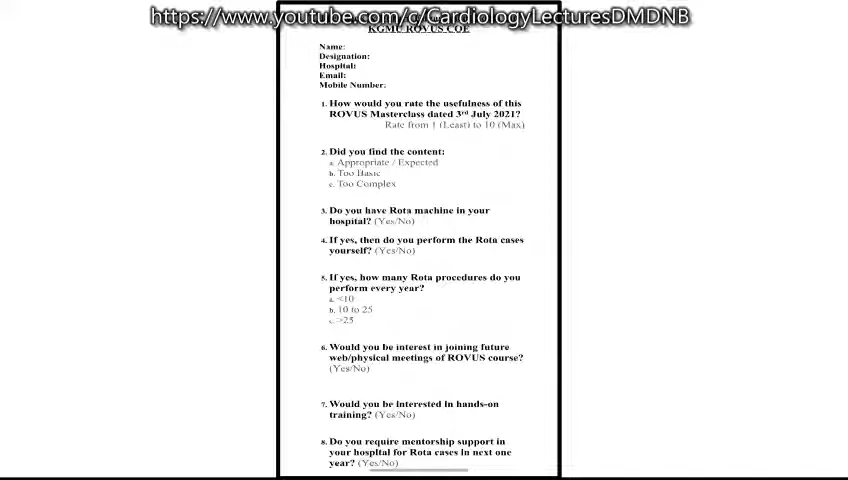 https://www.youtube.com/c/CardiologyLecturesDMDNB
KGMC ROVUS COE
Name:
Designation:
Hospital:
Email:
Mobile Number:
1. How would you rate the usefulness of this
ROVUS Masterclass dated 3rd July 2021?
Rate from 1 (Least) to 10 (Max)
2. Did you find the content:
a. Appropriate / Expected
b. Too Basic
c. Too Complex
3. Do you have Rota machine in your
hospital? (Yes/No)
4. If yes, then do you perform the Rota cases
yourself? (Yes/No)
5. If yes, how many Rota procedures do you
perform every year?
a. <10
b. 10 to 25
c. >25
6. Would you be interest in joining future
web/physical meetings of ROVUS course?
(Yes/No)
7. Would you be interested in hands-on
training? (Yes/No)
8. Do you require mentorship support in
your hospital for Rota cases in next one
year? (Yes/No)